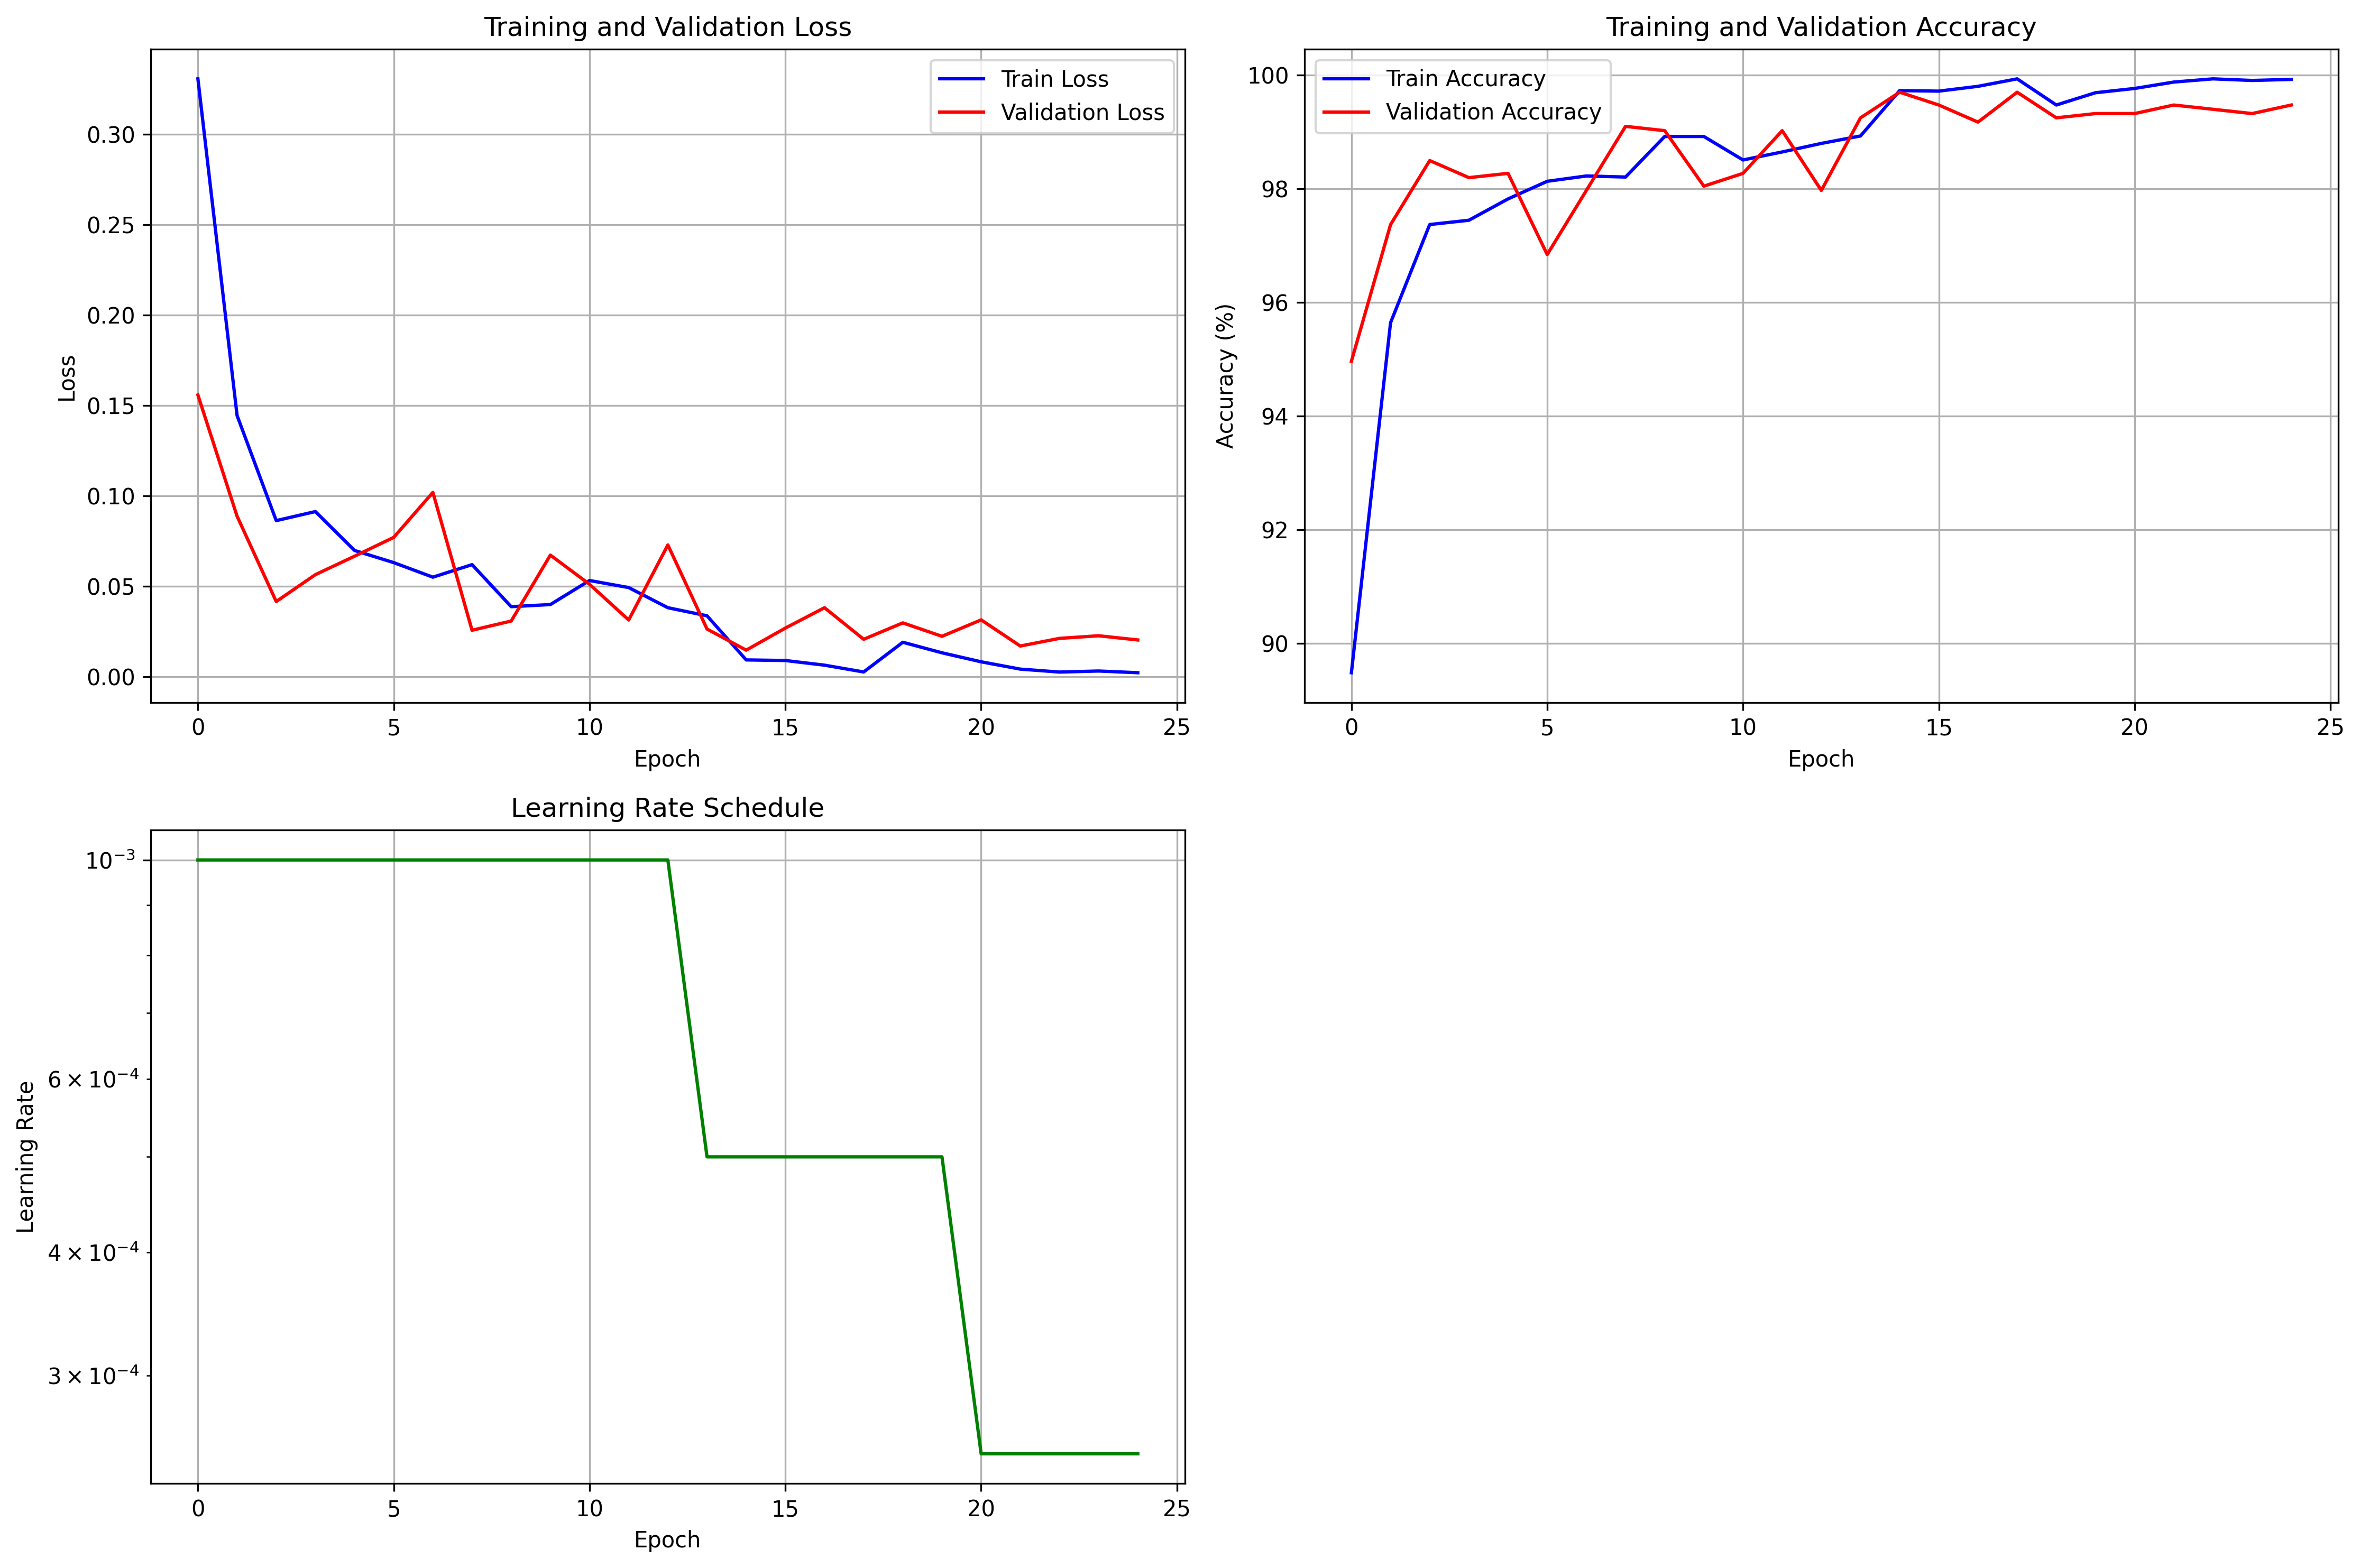 Training and Validation Loss
Train Loss
Validation Loss
0.30
0.25
0.20
0.15
0.10
0.05
0.00
Loss
0 5 10 15 20 25
Epoch
Training and Validation Accuracy
Train Accuracy
Validation Accuracy
100
98
96
94
92
90
Accuracy (%)
0 5 10 15 20 25
Epoch
Learning Rate Schedule
10⁻³
6×10⁻⁴
4×10⁻⁴
3×10⁻⁴
Learning Rate
0 5 10 15 20 25
Epoch